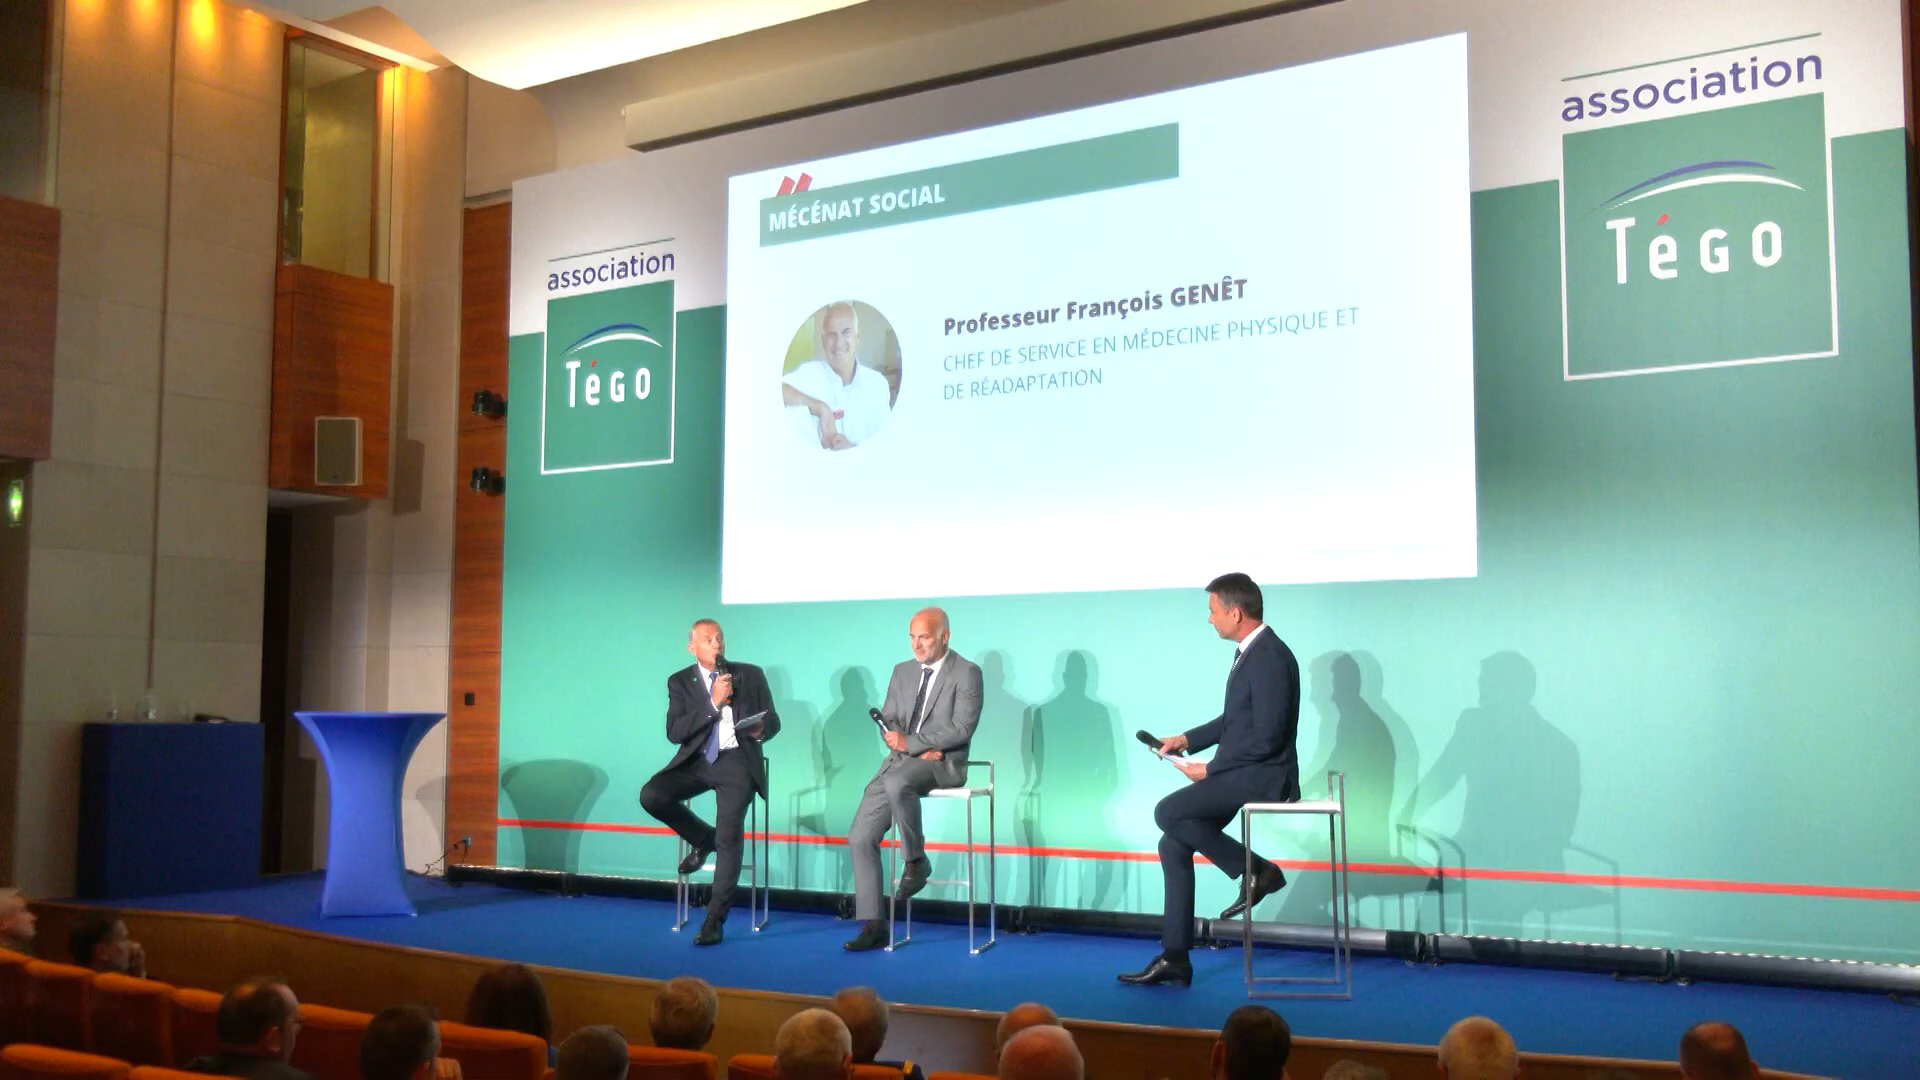 association
TéGO
MÉCÉNAT SOCIAL
Professeur François GENÊT
CHEF DE SERVICE EN MÉDECINE PHYSIQUE ET
DE RÉADAPTATION
association
TéGO